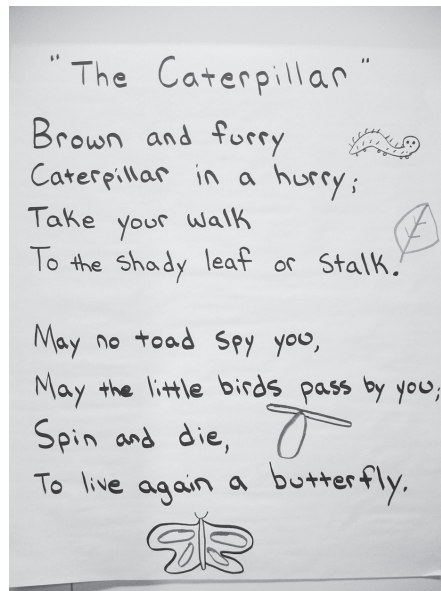 "The Caterpillar"
Brown and furry
Caterpillar in a hurry;
Take your walk
To the shady leaf or stalk.
May no toad spy you,
May the little birds pass by you;
Spin and die,
To live again a butterfly.